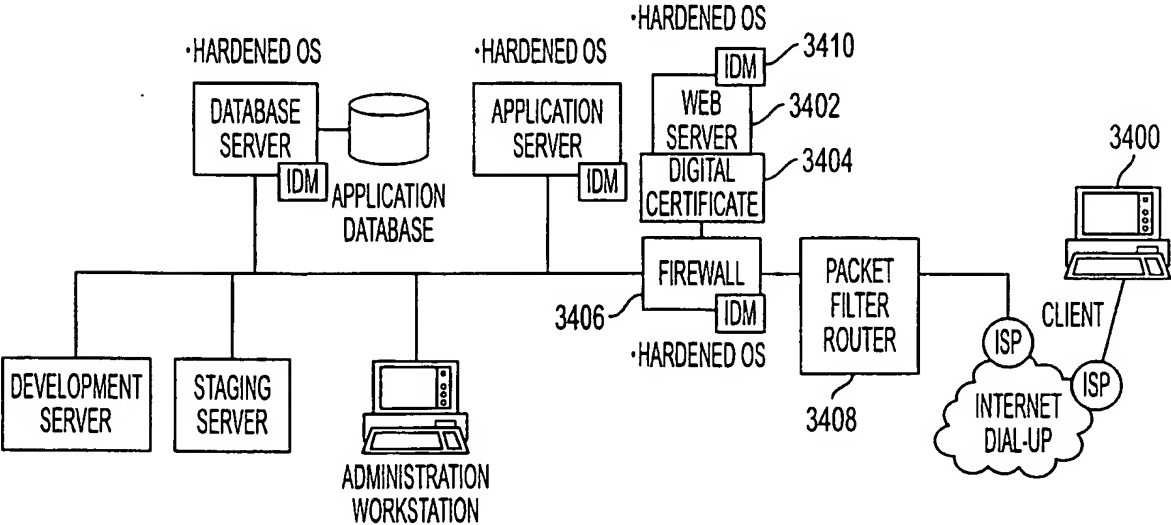 ·HARDENED OS
·HARDENED OS
·HARDENED OS
IDM
3410
DATABASE
SERVER
IDM
APPLICATION
DATABASE
APPLICATION
SERVER
IDM
WEB
SERVER
3402
DIGITAL
CERTIFICATE
3404
3400
FIREWALL
3406
IDM
·HARDENED OS
PACKET
FILTER
ROUTER
3408
CLIENT
ISP
ISP
INTERNET
DIAL-UP
DEVELOPMENT
SERVER
STAGING
SERVER
ADMINISTRATION
WORKSTATION